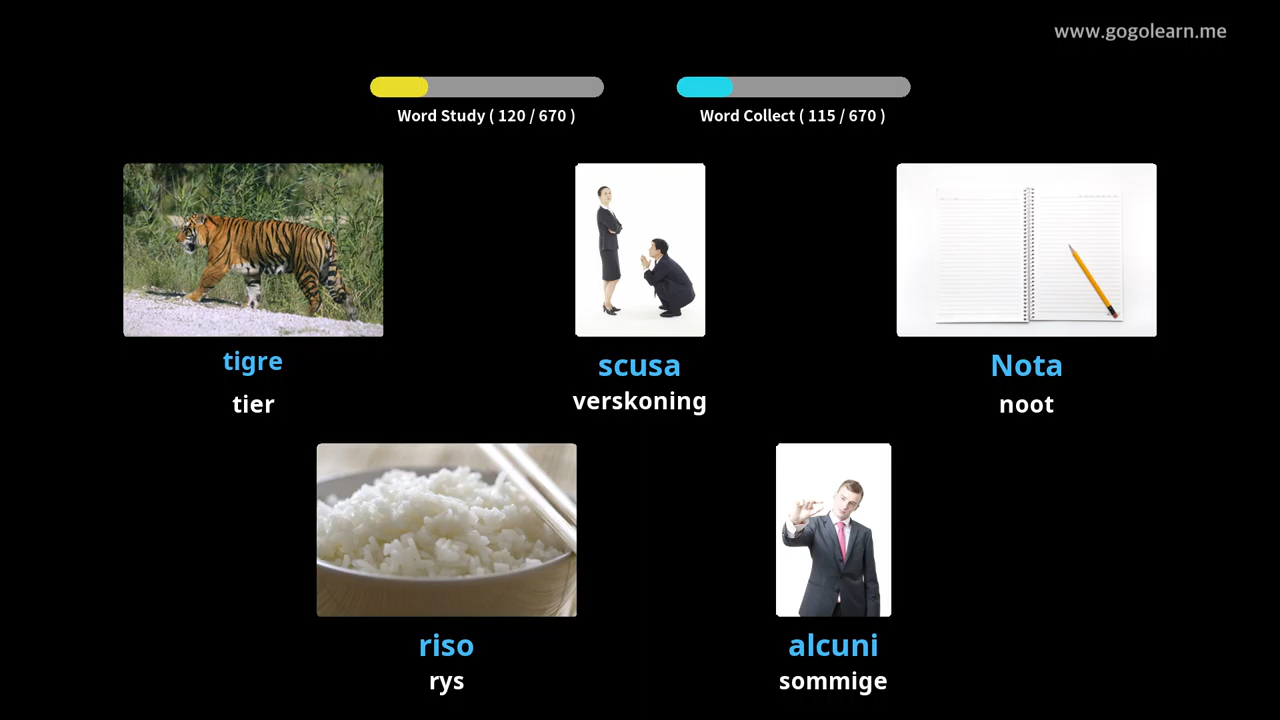 www.gogolearn.me
Word Study ( 120 / 670 )
Word Collect ( 115 / 670 )
tigre
tier
scusa
verskoning
Nota
noot
riso
rys
alcuni
sommige